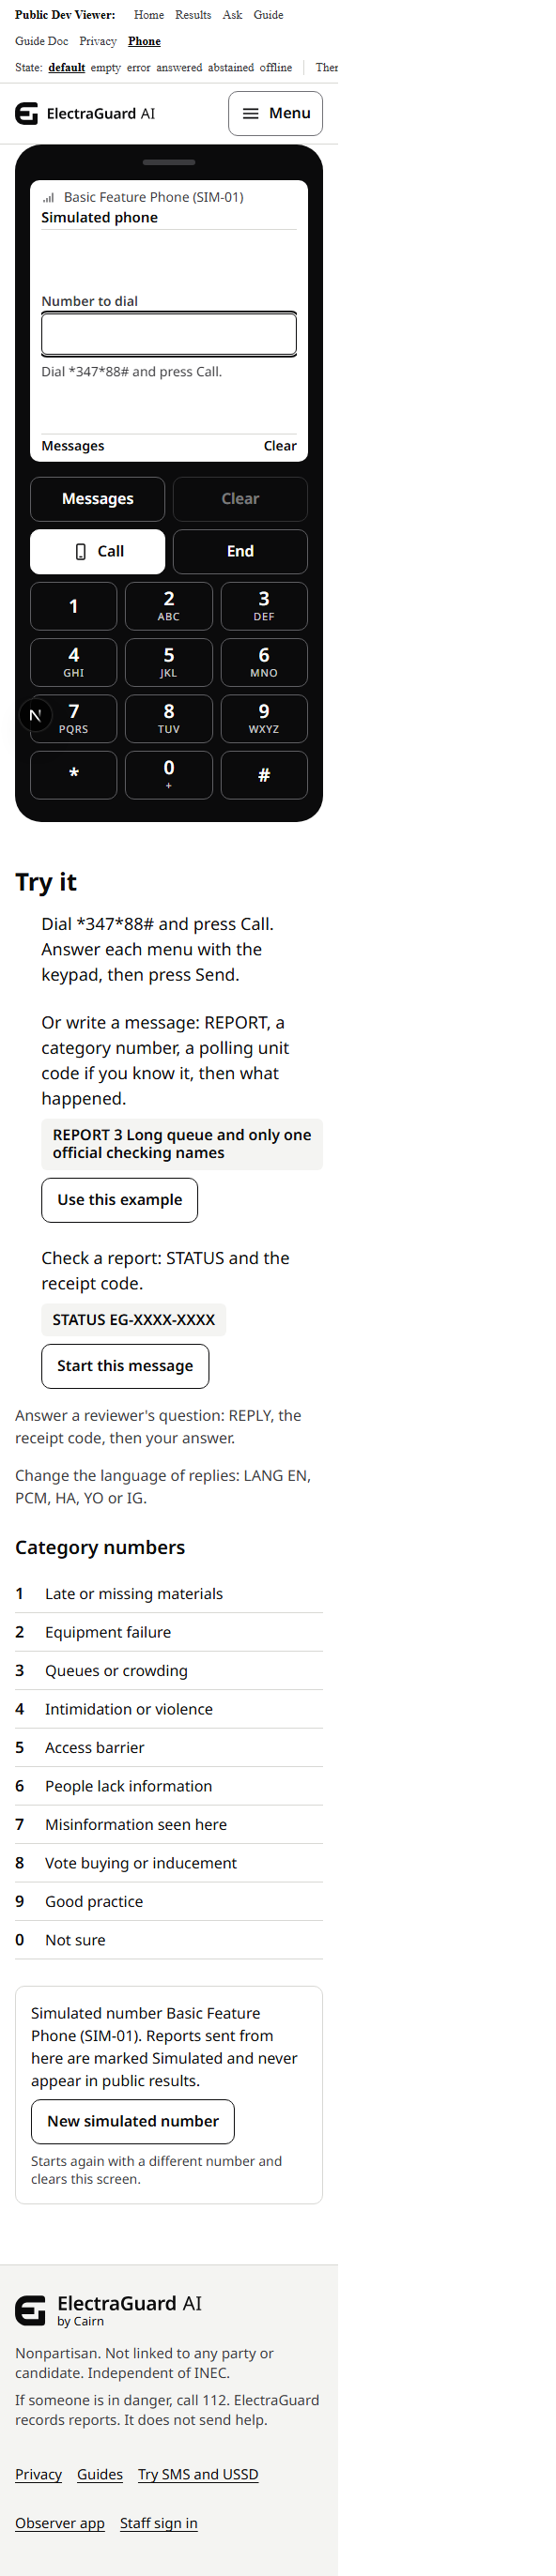 Public Dev Viewer: Home Results Ask Guide
Guide Doc Privacy Phone
State: default empty error answered abstained offline
ElectraGuard AI
Menu
Basic Feature Phone (SIM-01)
Simulated phone
Number to dial
Dial *347*88# and press Call.
Messages Clear
Messages Clear
Call End
1 2 ABC 3 DEF
4 GHI 5 JKL 6 MNO
N
7 PQRS 8 TUV 9 WXYZ
* 0 + #
Try it
Dial *347*88# and press Call.
Answer each menu with the
keypad, then press Send.
Or write a message: REPORT, a
category number, a polling unit
code if you know it, then what
happened.
REPORT 3 Long queue and only one
official checking names
Use this example
Check a report: STATUS and the
receipt code.
STATUS EG-XXXX-XXXX
Start this message
Answer a reviewer's question: REPLY, the
receipt code, then your answer.
Change the language of replies: LANG EN,
PCM, HA, YO or IG.
Category numbers
1 Late or missing materials
2 Equipment failure
3 Queues or crowding
4 Intimidation or violence
5 Access barrier
6 People lack information
7 Misinformation seen here
8 Vote buying or inducement
9 Good practice
0 Not sure
Simulated number Basic Feature
Phone (SIM-01). Reports sent from
here are marked Simulated and never
appear in public results.
New simulated number
Starts again with a different number and
clears this screen.
ElectraGuard AI
by Cairn
Nonpartisan. Not linked to any party or
candidate. Independent of INEC.
If someone is in danger, call 112. ElectraGuard
records reports. It does not send help.
Privacy Guides Try SMS and USSD
Observer app Staff sign in